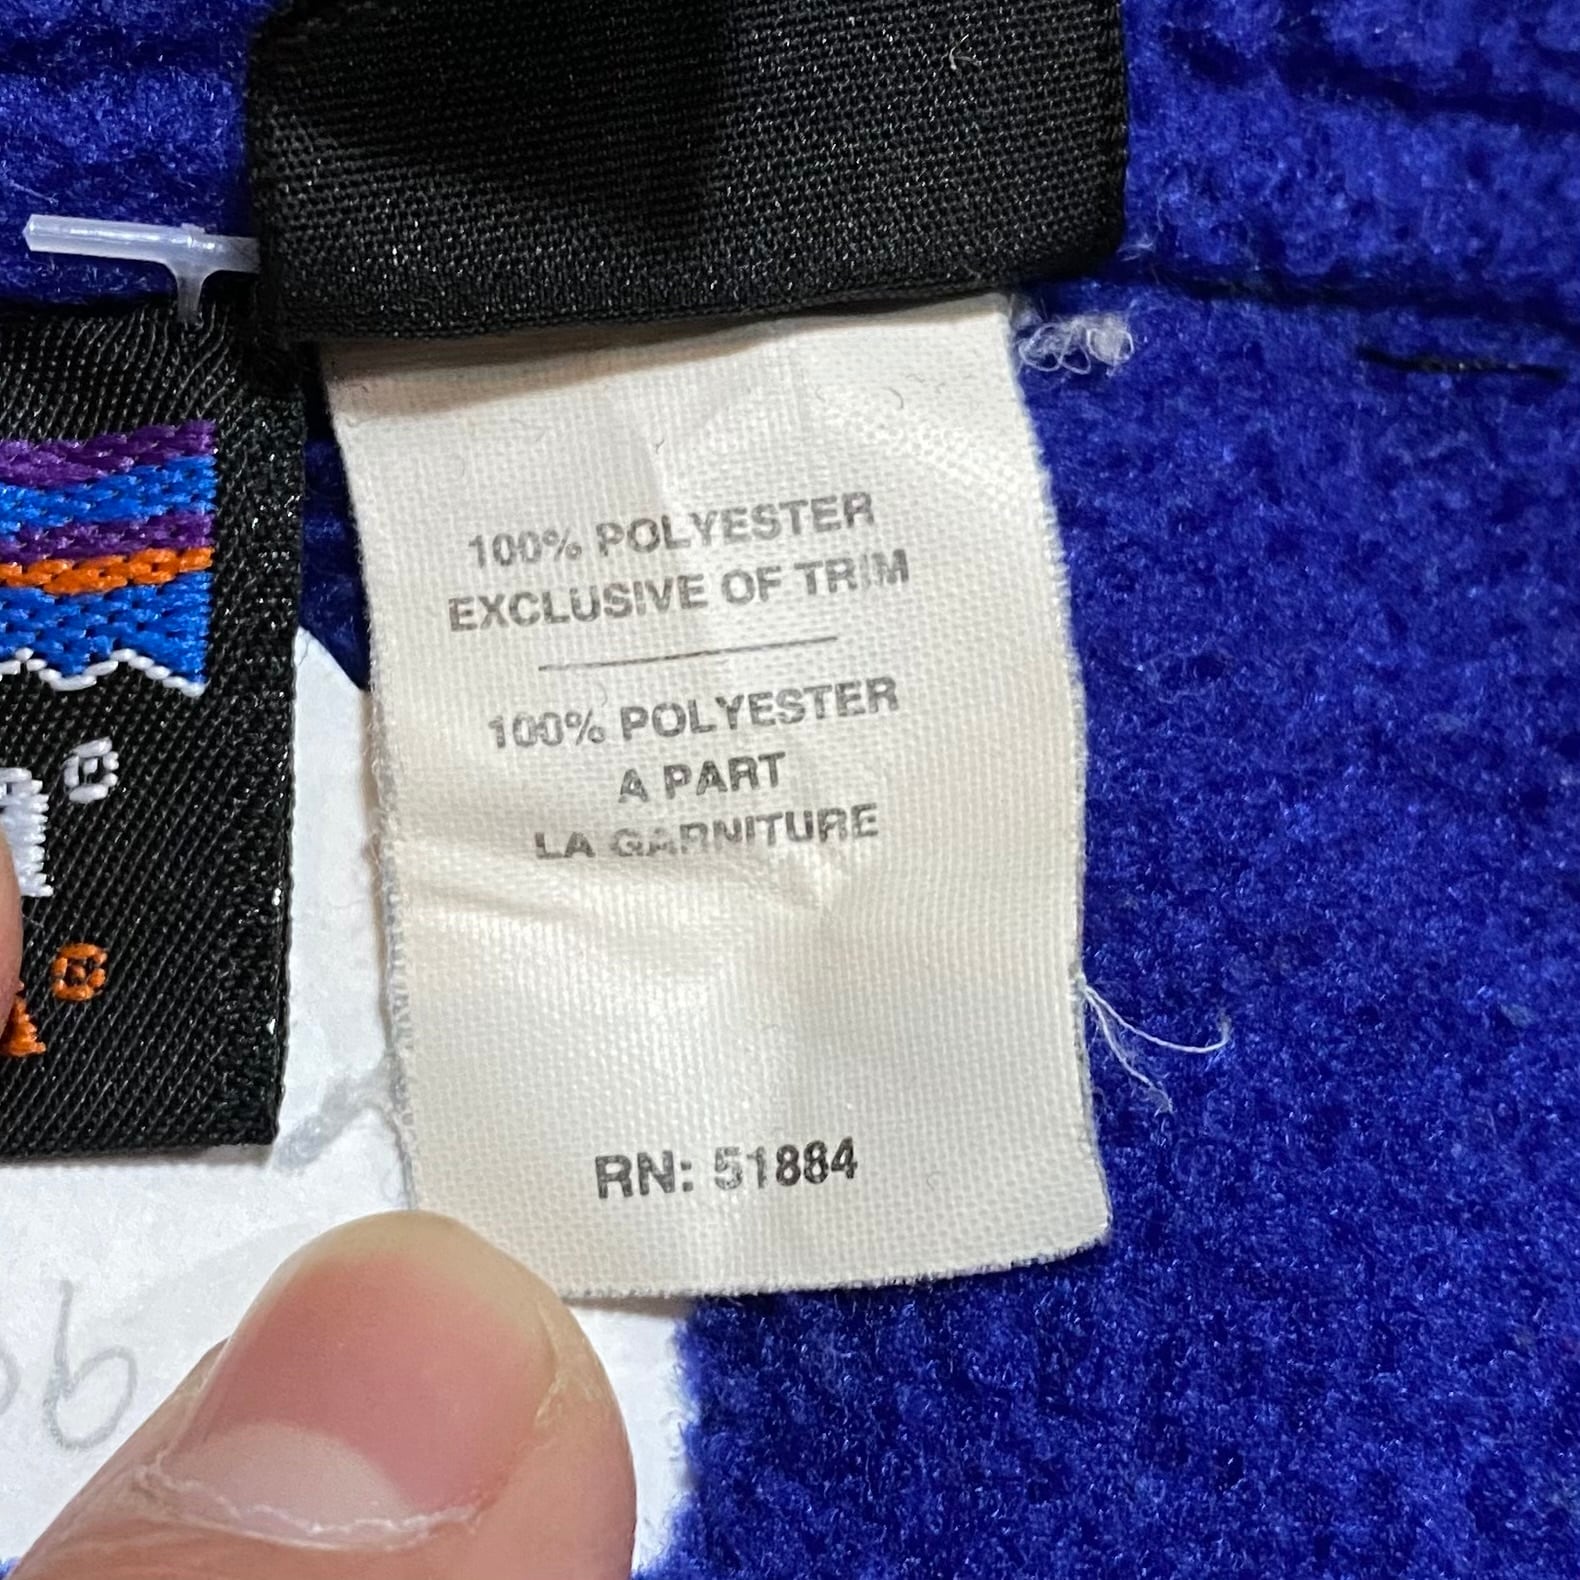 100% POLYESTER
EXCLUSIVE OF TRIM
100% POLYESTER
A PART
LA GARNITURE
RN: 51884